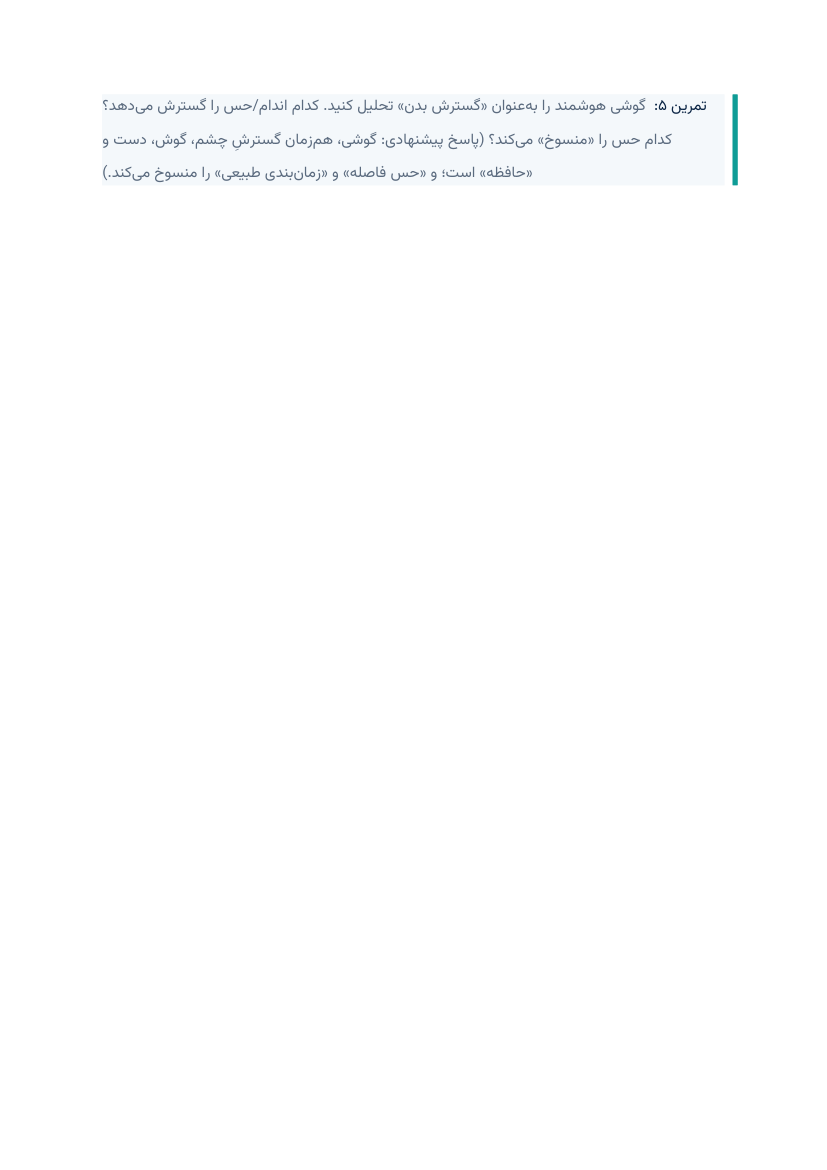 تمرین ۵: گوشی هوشمند را به‌عنوان «گسترش بدن» تحلیل کنید. کدام اندام/حس را گسترش می‌دهد؟
کدام حس را «منسوخ» می‌کند؟ (پاسخ پیشنهادی: گوشی، هم‌زمان گسترشِ چشم، گوش، دست و
«حافظه» است؛ و «حس فاصله» و «زمان‌بندی طبیعی» را منسوخ می‌کند.)